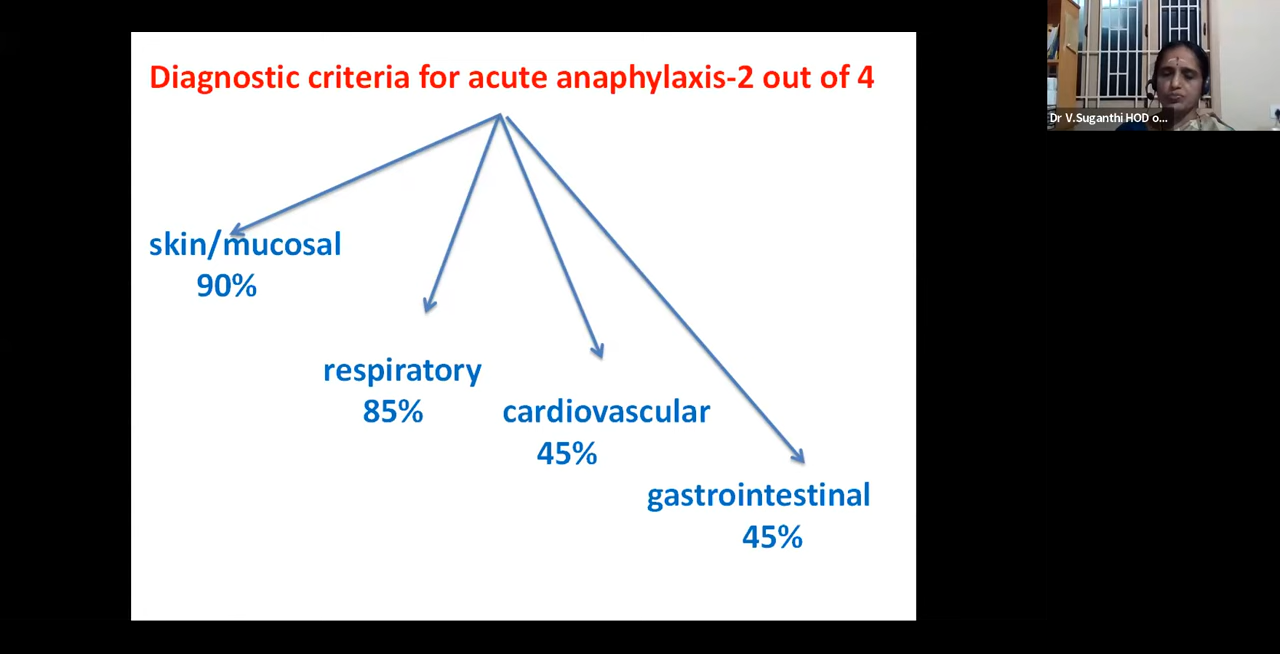 Diagnostic criteria for acute anaphylaxis-2 out of 4
skin/mucosal
90%
respiratory
85%
cardiovascular
45%
gastrointestinal
45%
Dr V.Suganthi HOD o...